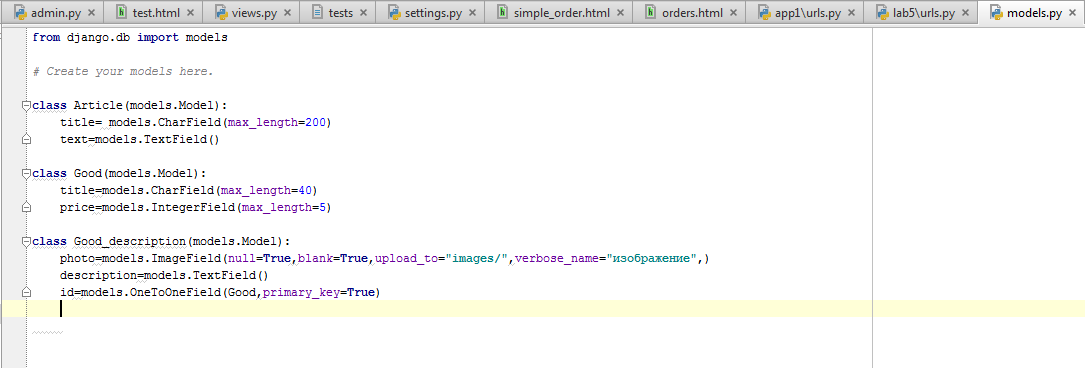 admin.py test.html views.py tests settings.py simple_order.html orders.html app1\urls.py lab5\urls.py models.py
from django.db import models
# Create your models here.
class Article(models.Model):
title= models.CharField(max_length=200)
text=models.TextField()
class Good(models.Model):
title=models.CharField(max_length=40)
price=models.IntegerField(max_length=5)
class Good_description(models.Model):
photo=models.ImageField(null=True,blank=True,upload_to="images/",verbose_name="изображение",)
description=models.TextField()
id=models.OneToOneField(Good,primary_key=True)